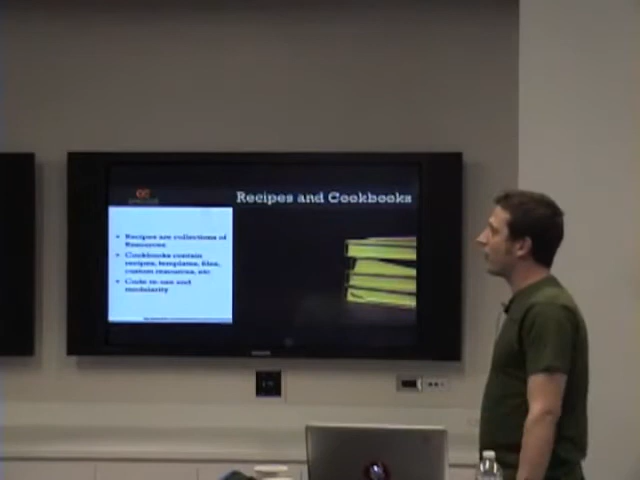 Recipes and Cookbooks
Recipes are collections of
Resources
Cookbooks contain
recipes, templates, files,
custom resources, etc
Code re-use and
modularity